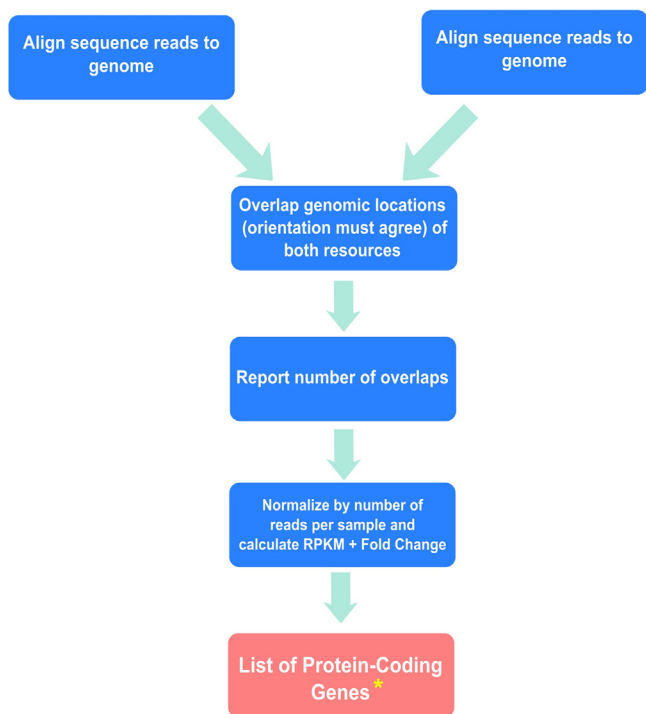 Align sequence reads to
genome
Align sequence reads to
genome
Overlap genomic locations
(orientation must agree) of
both resources
Report number of overlaps
Normalize by number of
reads per sample and
calculate RPKM + Fold Change
List of Protein-Coding
Genes *